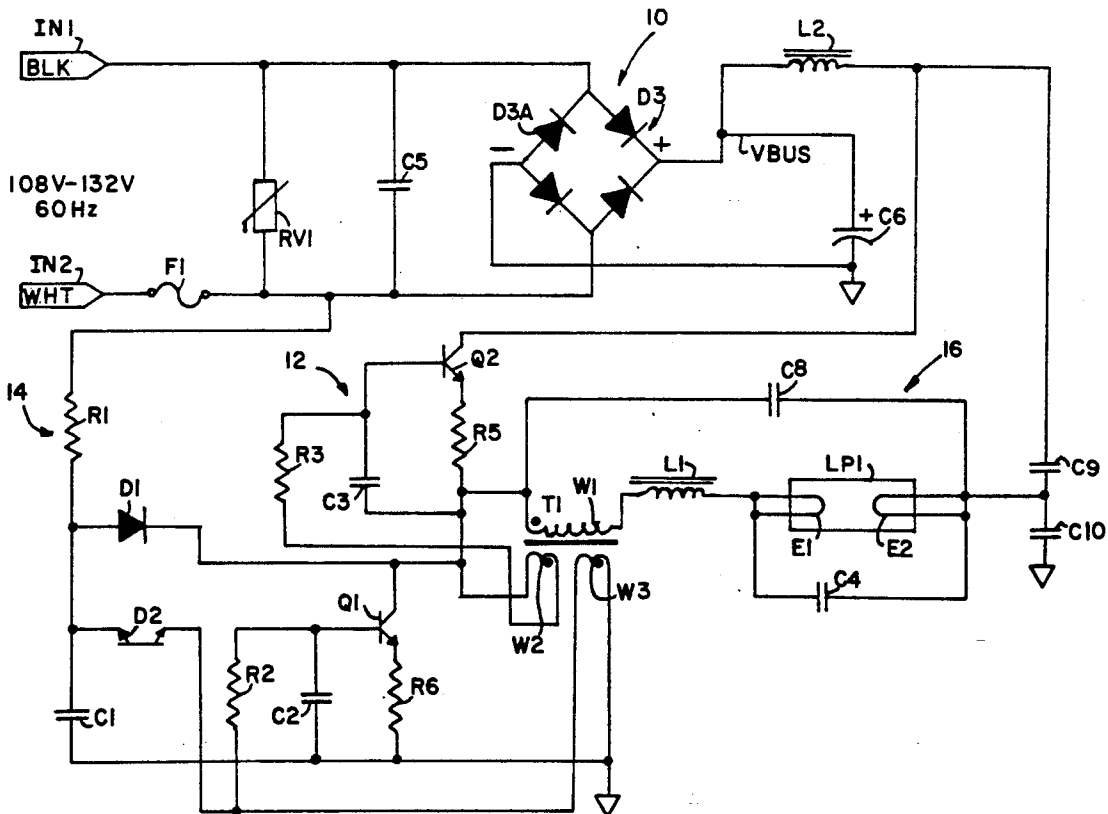 IN1
BLK
10
L2
D3A
D3
-
+
VBUS
C5
108V-132V
60Hz
RV1
+
C6
IN2
WHT
F1
12
Q2
16
C8
14
R1
R3
R5
C3
L1
LP1
C9
D1
T1
W1
E1
E2
C10
C4
W3
D2
Q1
W2
R2
C2
R6
C1